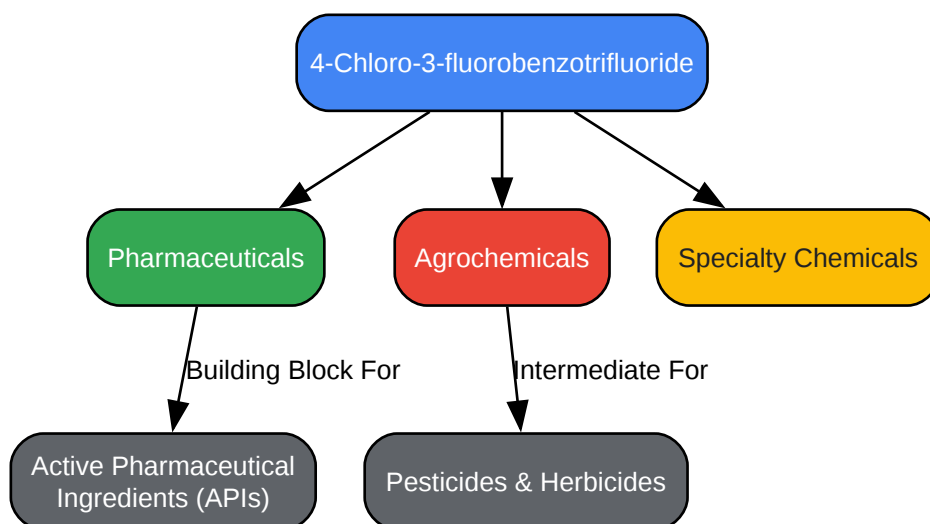 4-Chloro-3-fluorobenzotrifluoride
Pharmaceuticals
Agrochemicals
Specialty Chemicals
Building Block For
Intermediate For
Active Pharmaceutical
Ingredients (APIs)
Pesticides & Herbicides